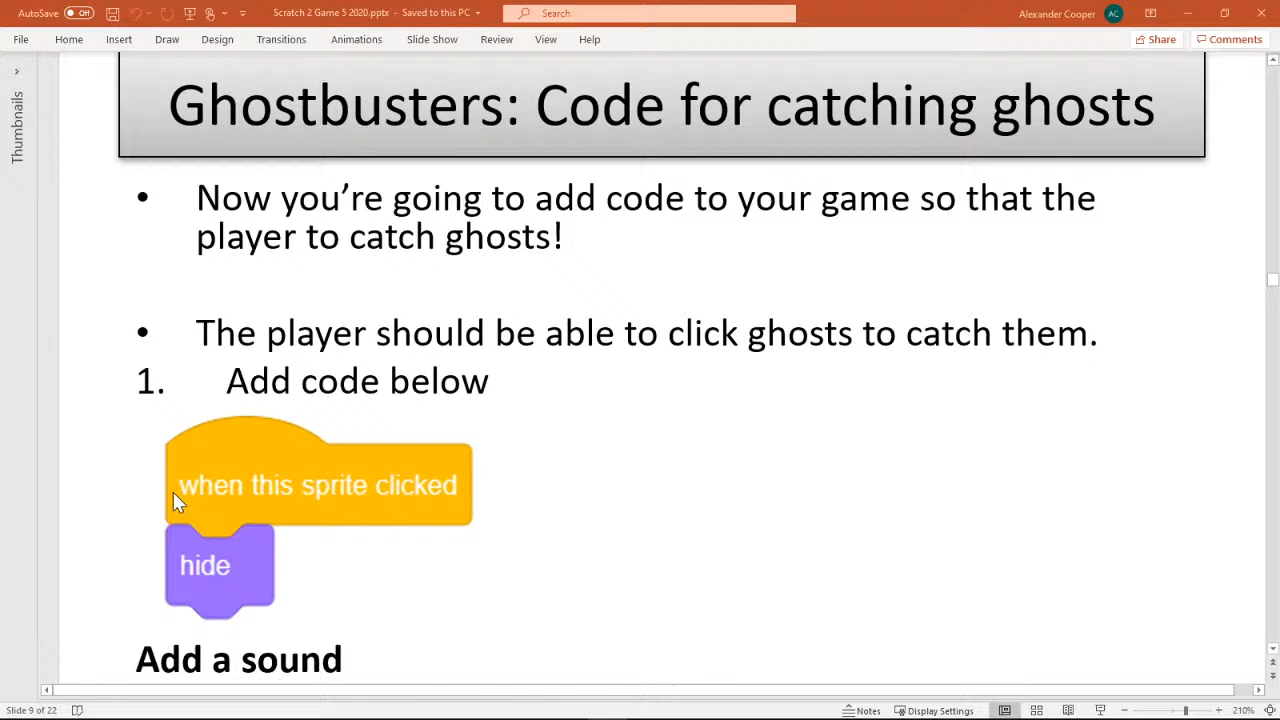 AutoSave Off Scratch 2 Game 5 2020.pptx - Saved to this PC Search Alexander Cooper AC
File Home Insert Draw Design Transitions Animations Slide Show Review View Help Share Comments
Thumbnails
Ghostbusters: Code for catching ghosts
• Now you’re going to add code to your game so that the
player to catch ghosts!
• The player should be able to click ghosts to catch them.
1. Add code below
when this sprite clicked
hide
Add a sound
Slide 9 of 22 Notes Display Settings 210%